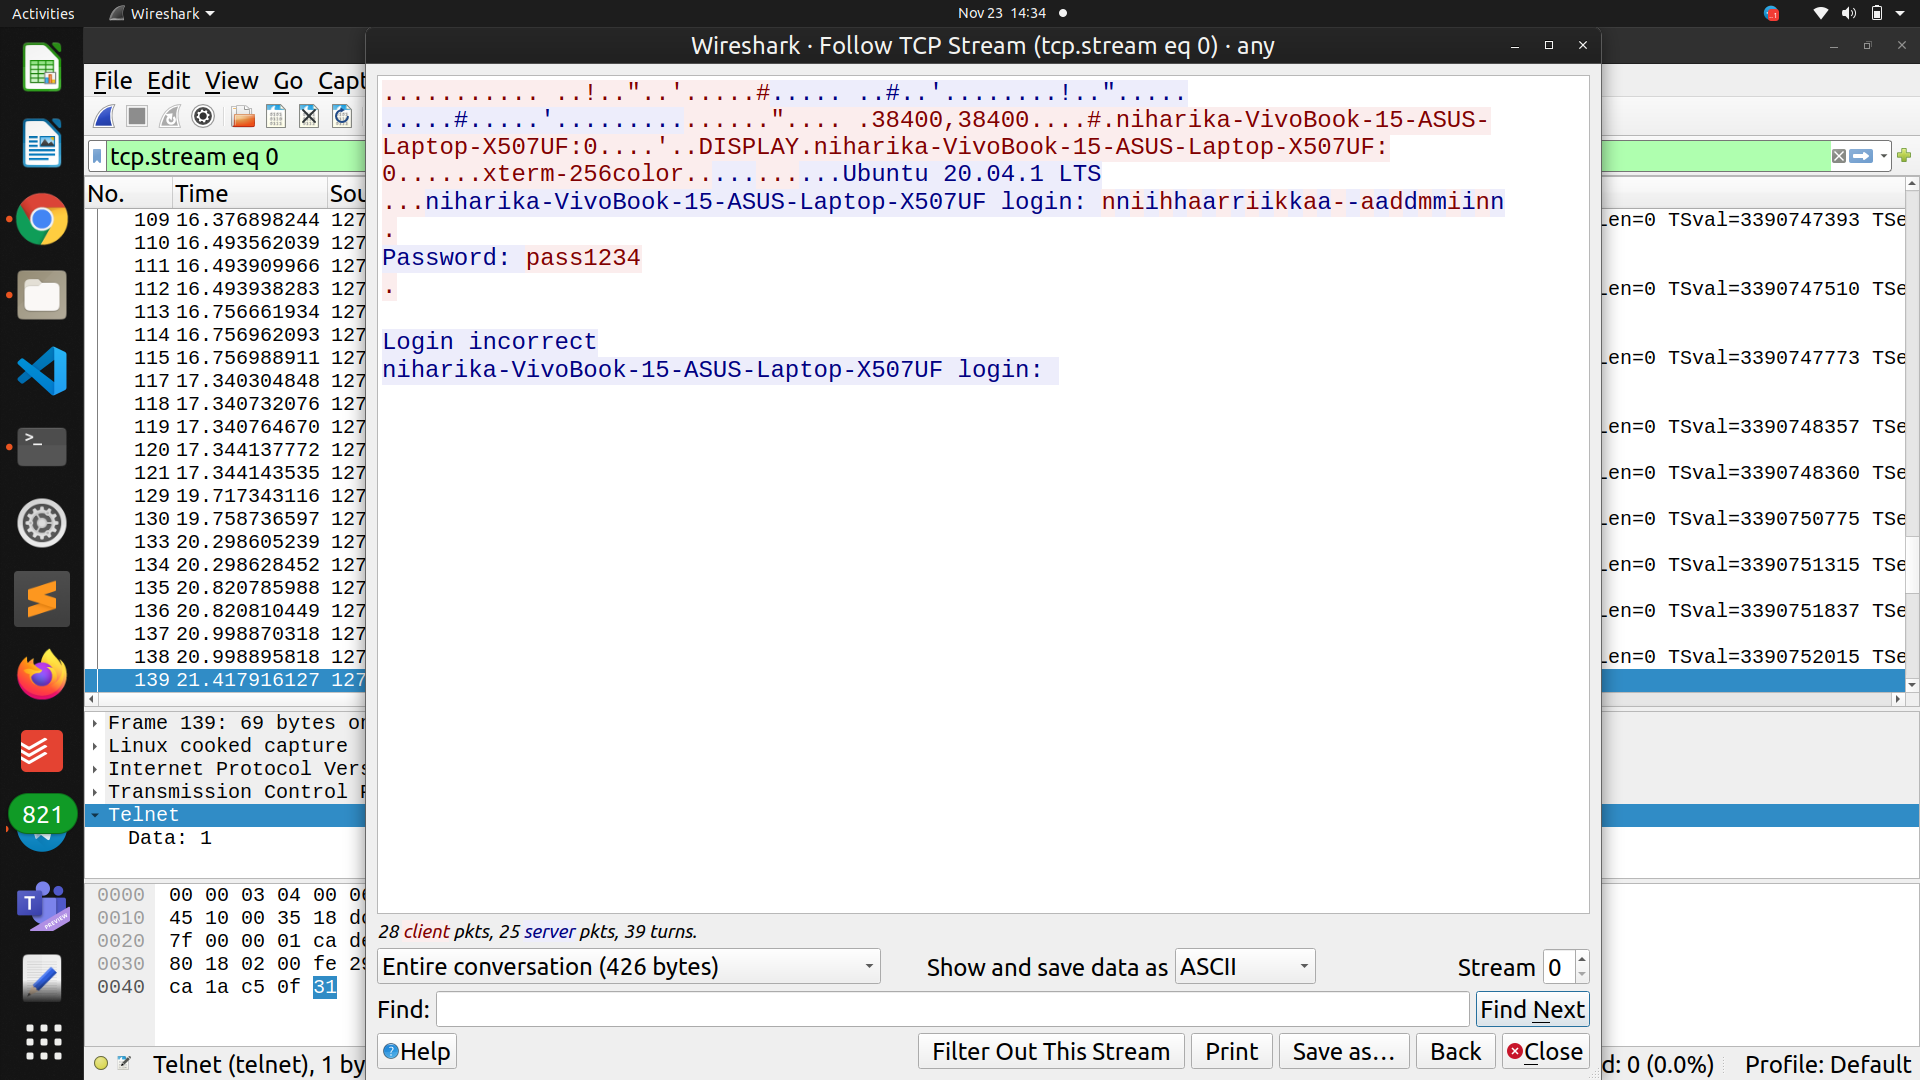 Activities Wireshark Nov 23 14:34
Wireshark · Follow TCP Stream (tcp.stream eq 0) · any
File Edit View Go Capt
tcp.stream eq 0
No. Time Sou
109 16.376898244 127 Len=0 TSval=3390747393 TSe
110 16.493562039 127
111 16.493909966 127
112 16.493938283 127 Len=0 TSval=3390747510 TSe
113 16.756661934 127
114 16.756962093 127
115 16.756988911 127 Len=0 TSval=3390747773 TSe
117 17.340304848 127
118 17.340732076 127
119 17.340764670 127 Len=0 TSval=3390748357 TSe
120 17.344137772 127
121 17.344143535 127 Len=0 TSval=3390748360 TSe
129 19.717343116 127
130 19.758736597 127 Len=0 TSval=3390750775 TSe
133 20.298605239 127
134 20.298628452 127 Len=0 TSval=3390751315 TSe
135 20.820785988 127
136 20.820810449 127 Len=0 TSval=3390751837 TSe
137 20.998870318 127
138 20.998895818 127 Len=0 TSval=3390752015 TSe
139 21.417916127 127
........... ..!.."..'.....#..... ..#..'........!..".....
.....#.....'..............."..... .38400,38400....#.niharika-VivoBook-15-ASUS-
Laptop-X507UF:0....'..DISPLAY.niharika-VivoBook-15-ASUS-Laptop-X507UF:
0......xterm-256color...........Ubuntu 20.04.1 LTS
...niharika-VivoBook-15-ASUS-Laptop-X507UF login: nniihhaarriikkaa--aaddmmiinn
.
Password: pass1234
.
Login incorrect
niharika-VivoBook-15-ASUS-Laptop-X507UF login:
Frame 139: 69 bytes on
Linux cooked capture
Internet Protocol Vers
Transmission Control P
Telnet
Data: 1
821
0000 00 00 03 04 00 06
0010 45 10 00 35 18 dd
0020 7f 00 00 01 ca de
0030 80 18 02 00 fe 29
0040 ca 1a c5 0f 31
28 client pkts, 25 server pkts, 39 turns.
Entire conversation (426 bytes) Show and save data as ASCII Stream 0
Find: Find Next
Help Filter Out This Stream Print Save as… Back Close
Telnet (telnet), 1 by d: 0 (0.0%) Profile: Default